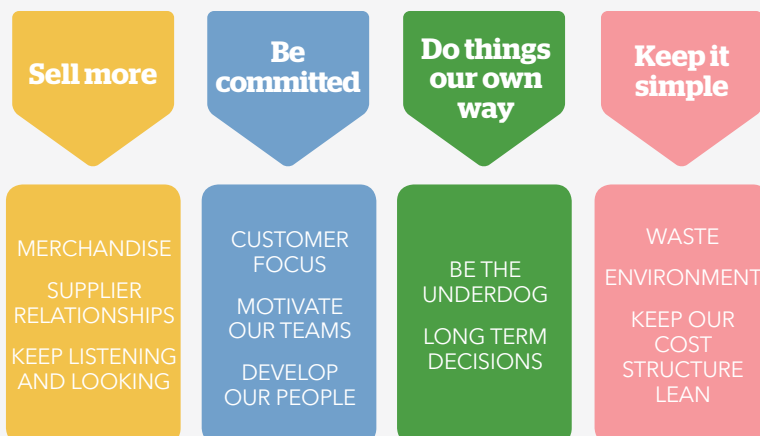 Sell more
Be
committed
Do things
our own
way
Keep it
simple
MERCHANDISE
SUPPLIER
RELATIONSHIPS
KEEP LISTENING
AND LOOKING
CUSTOMER
FOCUS
MOTIVATE
OUR TEAMS
DEVELOP
OUR PEOPLE
BE THE
UNDERDOG
LONG TERM
DECISIONS
WASTE
ENVIRONMENT
KEEP OUR
COST
STRUCTURE
LEAN